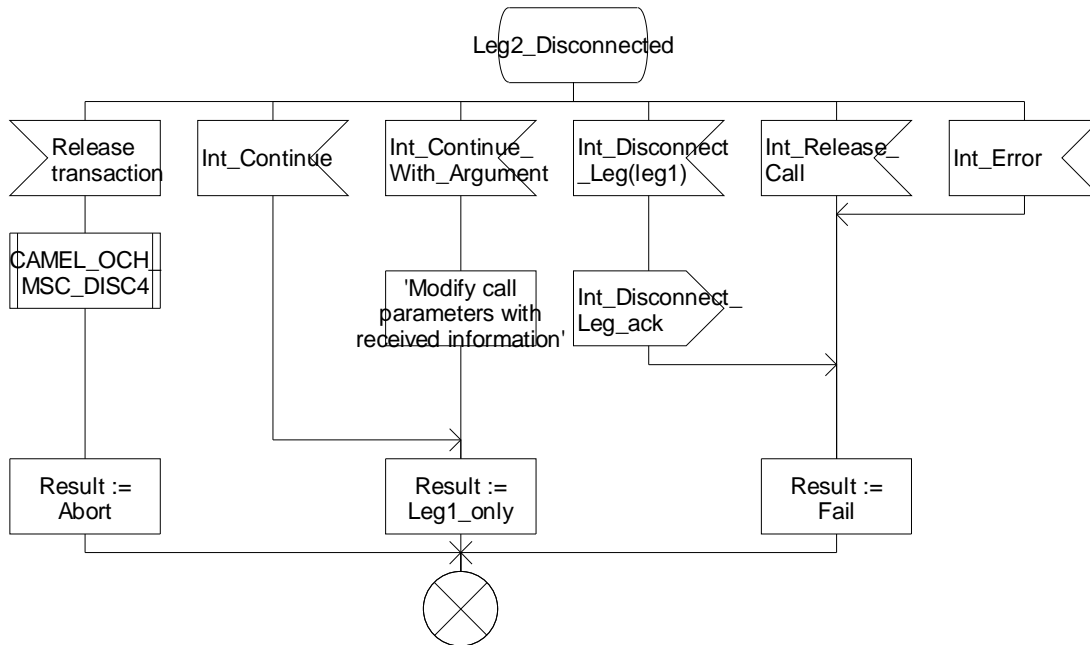 Leg2_Disconnected
Release
transaction
Int_Continue
Int_Continue_
With_Argument
Int_Disconnect
_Leg(leg1)
Int_Release_
Call
Int_Error
CAMEL_OCH_
MSC_DISC4
'Modify call
parameters with
received information'
Int_Disconnect_
Leg_ack
Result :=
Abort
Result :=
Leg1_only
Result :=
Fail